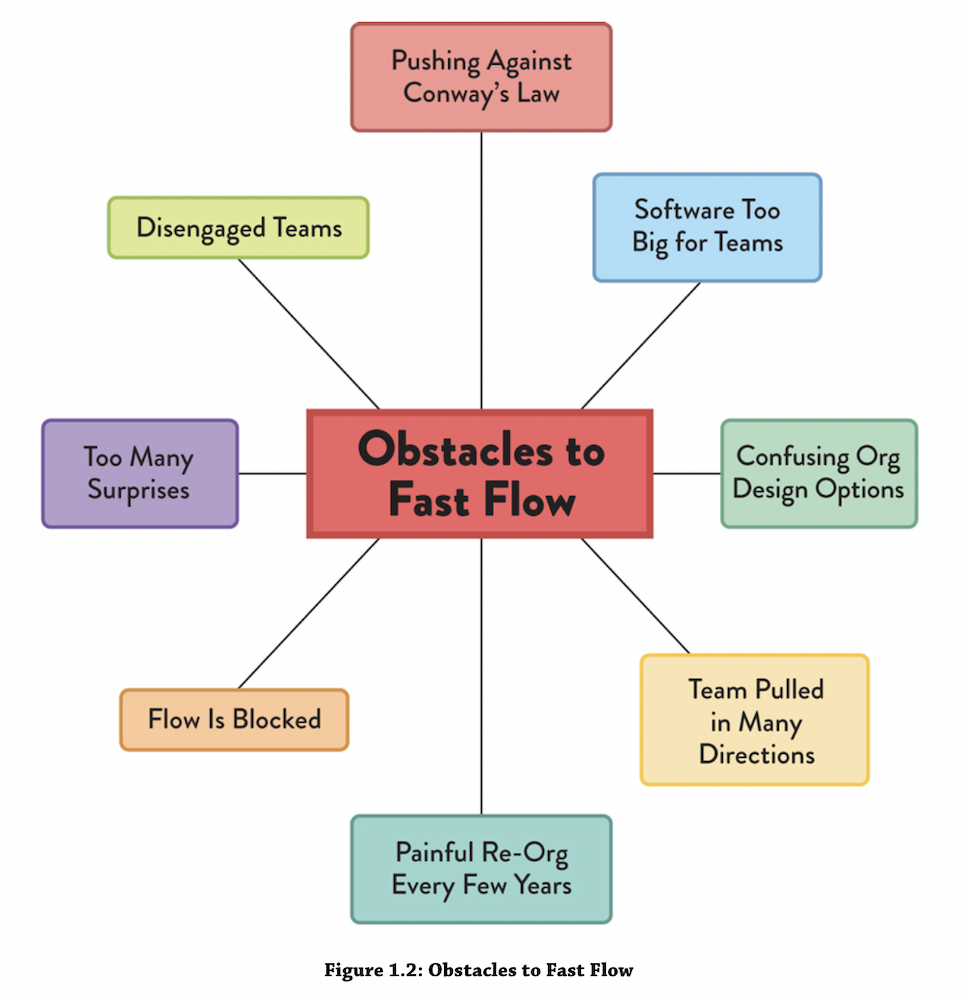 Pushing Against
Conway’s Law
Software Too
Big for Teams
Disengaged Teams
Obstacles to
Fast Flow
Too Many
Surprises
Confusing Org
Design Options
Flow Is Blocked
Team Pulled
in Many
Directions
Painful Re-Org
Every Few Years
Figure 1.2: Obstacles to Fast Flow